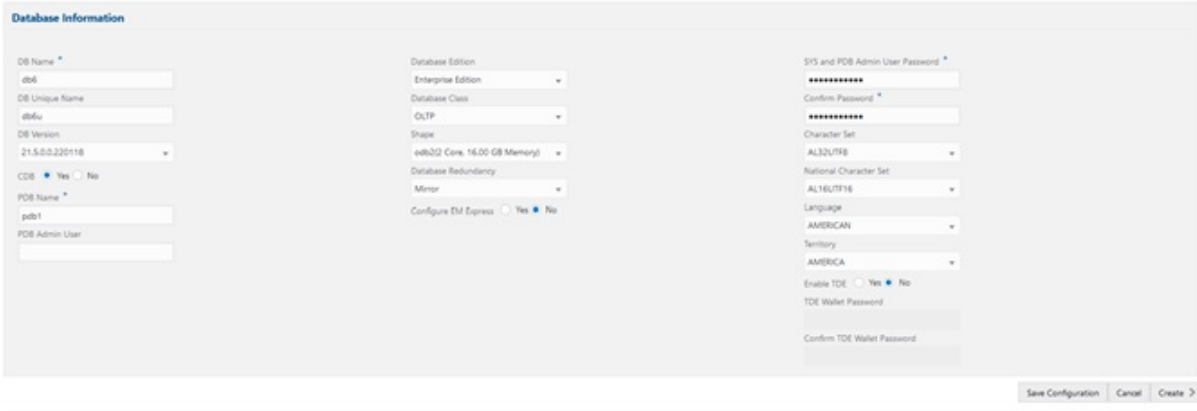 Database Information
DB Name *
db6
DB Unique Name
db6u
DB Version
21.5.0.0.220118
CDB Yes No
PDB Name *
pdb1
PDB Admin User
Database Edition
Enterprise Edition
Database Class
OLTP
Shape
odb2(2 Core, 16.00 GB Memory)
Database Redundancy
Mirror
Configure EM Express Yes No
SYS and PDB Admin User Password *
•••••••••••
Confirm Password *
•••••••••••
Character Set
AL32UTF8
National Character Set
AL16UTF16
Language
AMERICAN
Territory
AMERICA
Enable TDE Yes No
TDE Wallet Password
Confirm TDE Wallet Password
Save Configuration Cancel Create >